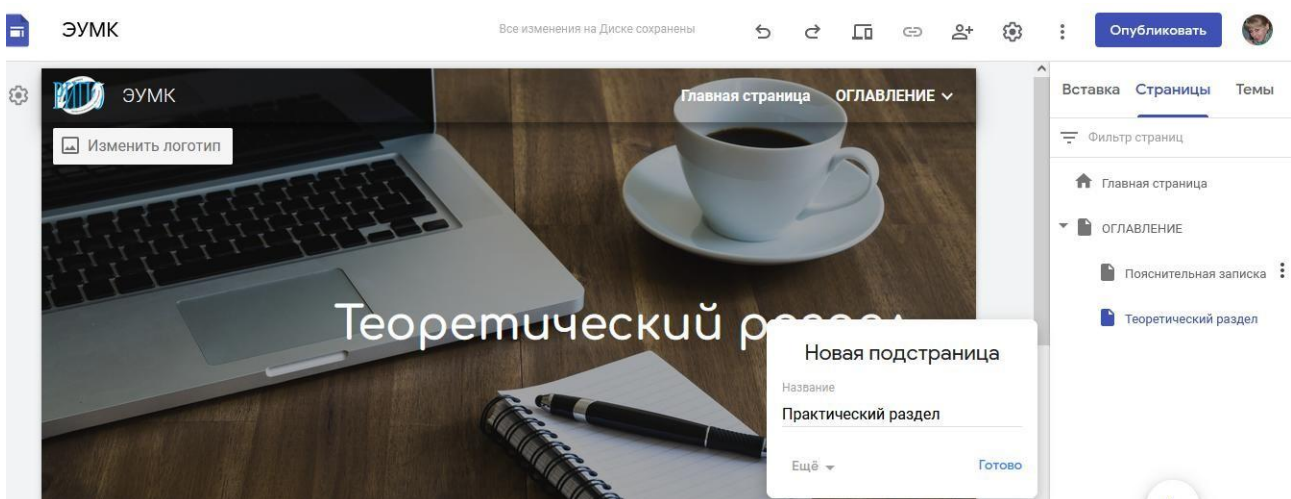 ЭУМК
Все изменения на Диске сохранены
Опубликовать
ЭУМК
Главная страница
ОГЛАВЛЕНИЕ
Изменить логотип
Вставка Страницы Темы
Фильтр страниц
Главная страница
ОГЛАВЛЕНИЕ
Пояснительная записка
Теоретический раздел
Теоретический
Новая подстраница
Название
Практический раздел
Ещё
Готово